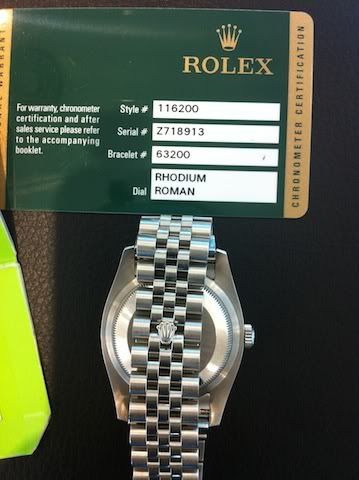 ROLEX
For warranty, chronometer
certification and after
sales service please refer
to the accompanying
booklet.
Style # 116200
Serial # Z718913
Bracelet # 63200
RHODIUM
Dial ROMAN
CHRONOMETER CERTIFICATION